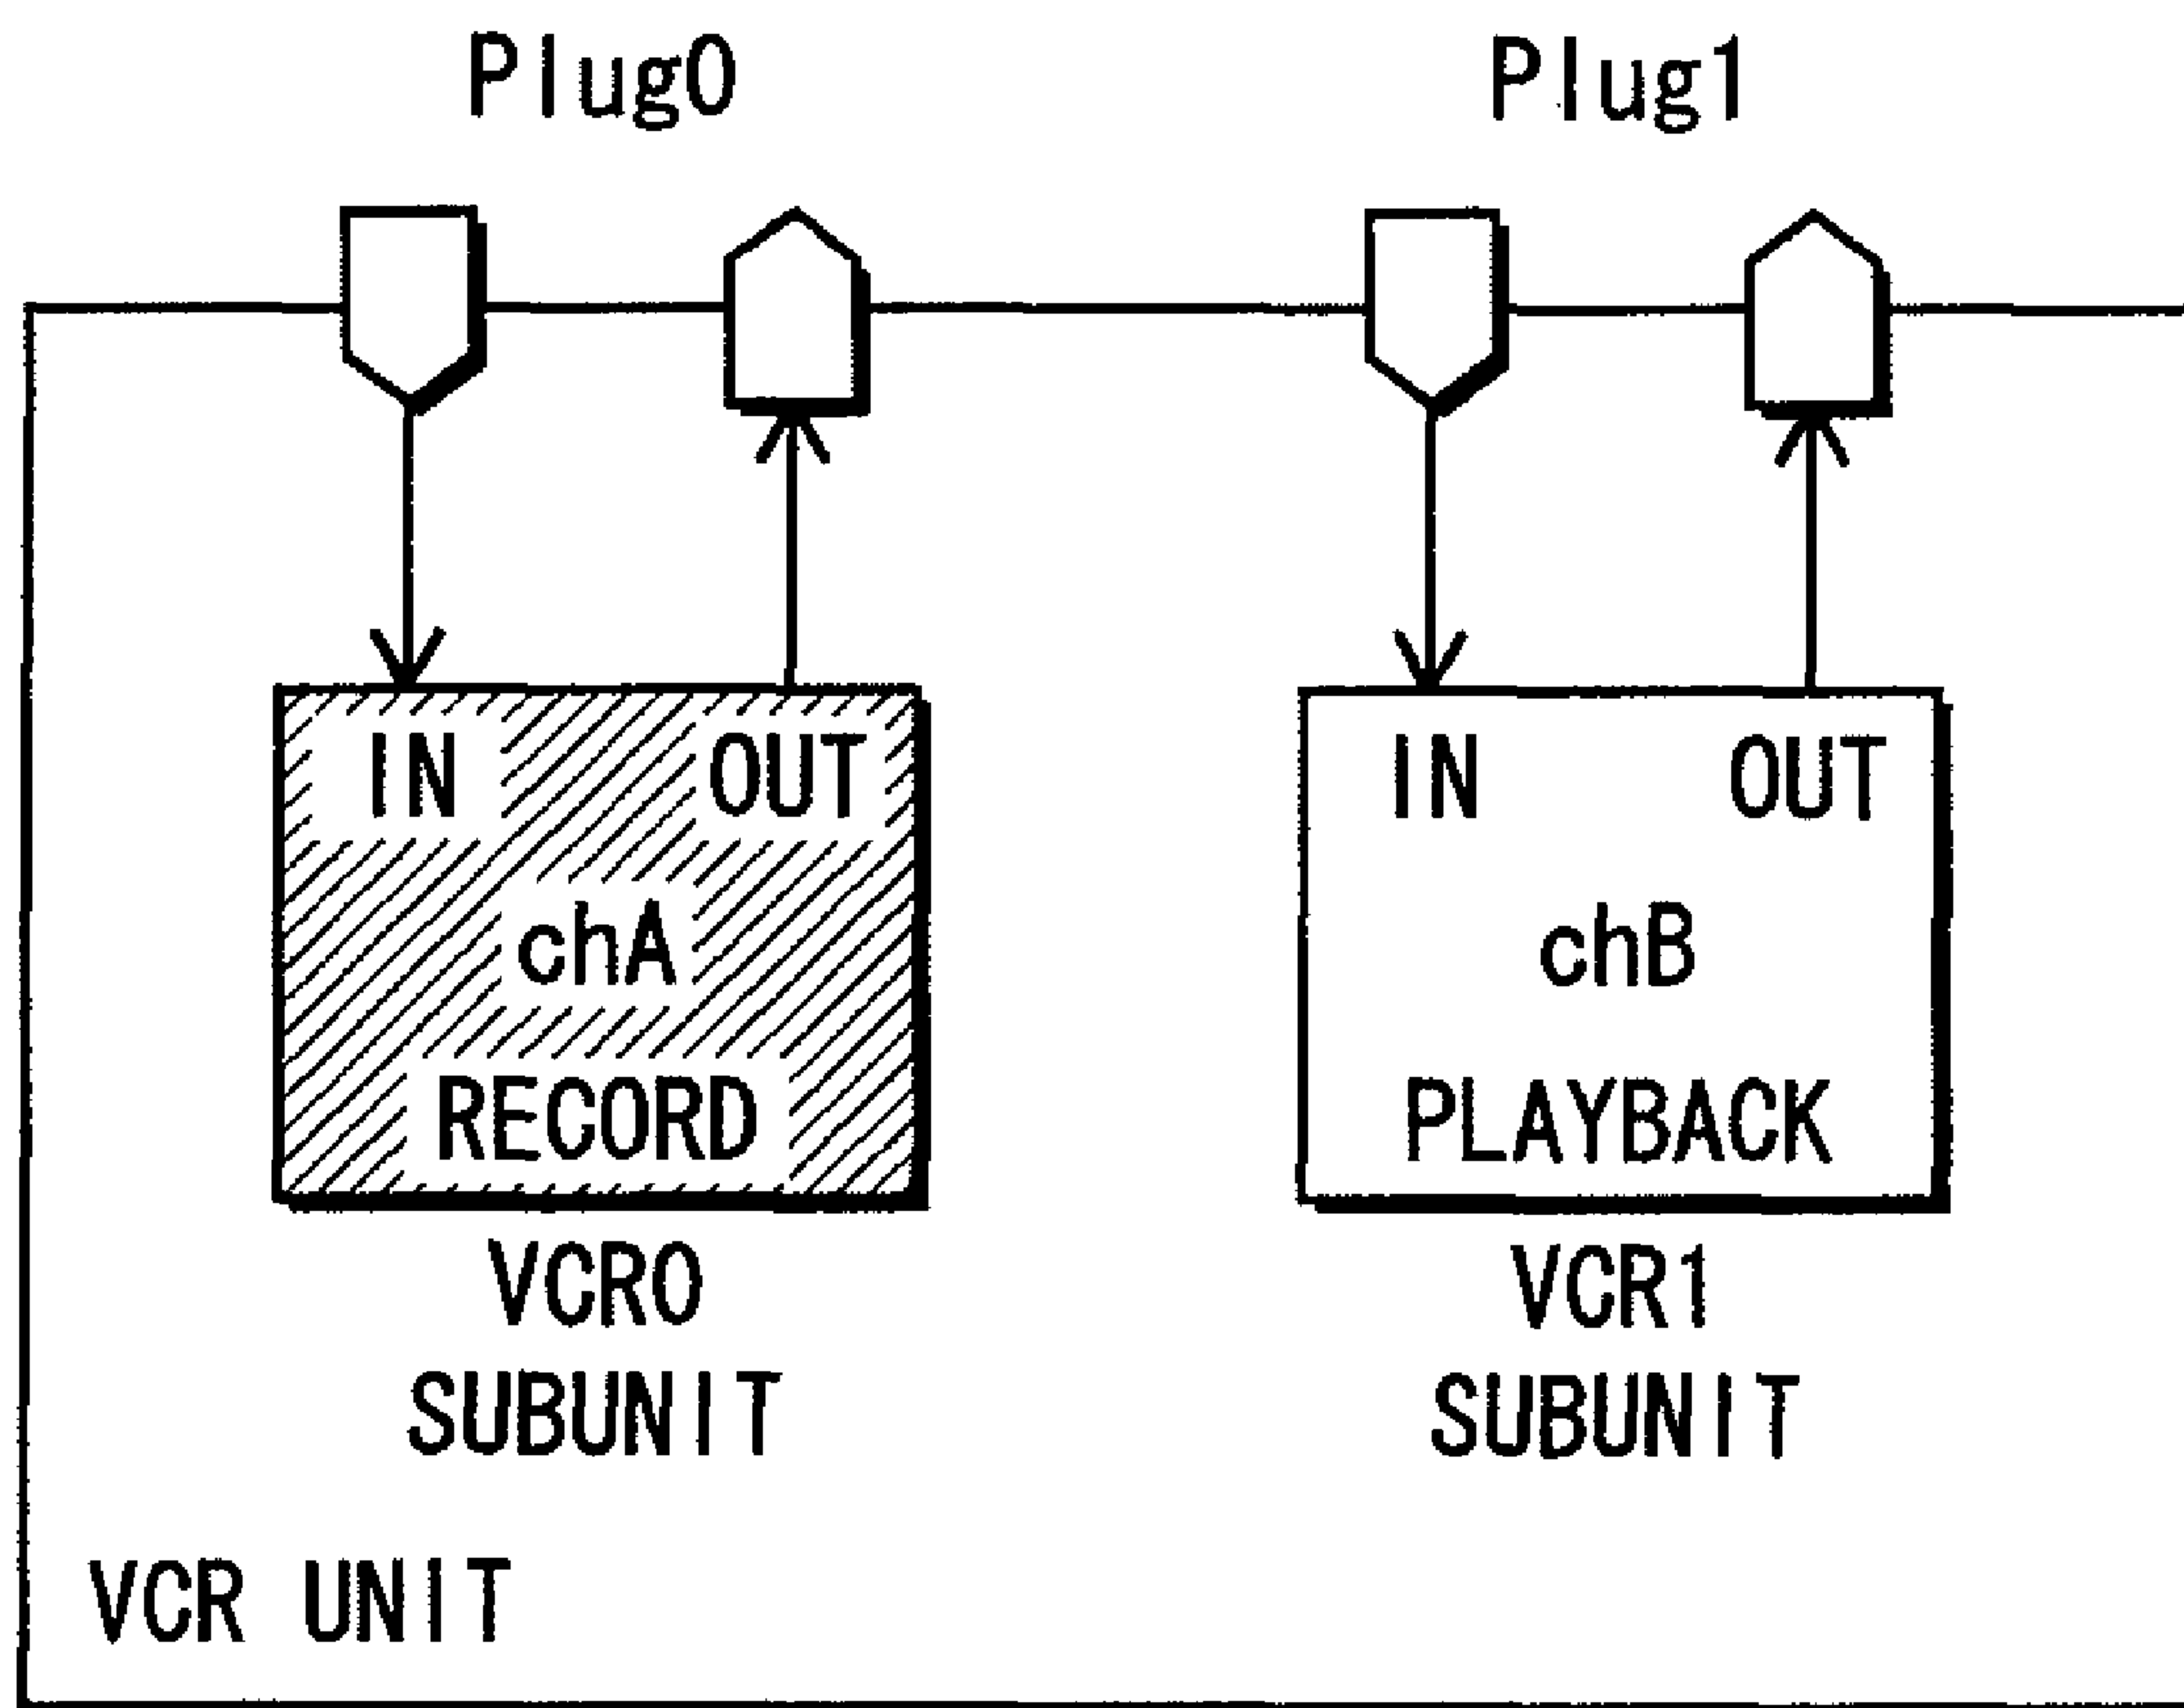 Plug0
Plug1
IN OUT
chA
RECORD
IN OUT
chB
PLAYBACK
VCR0
SUBUNIT
VCR1
SUBUNIT
VCR UNIT